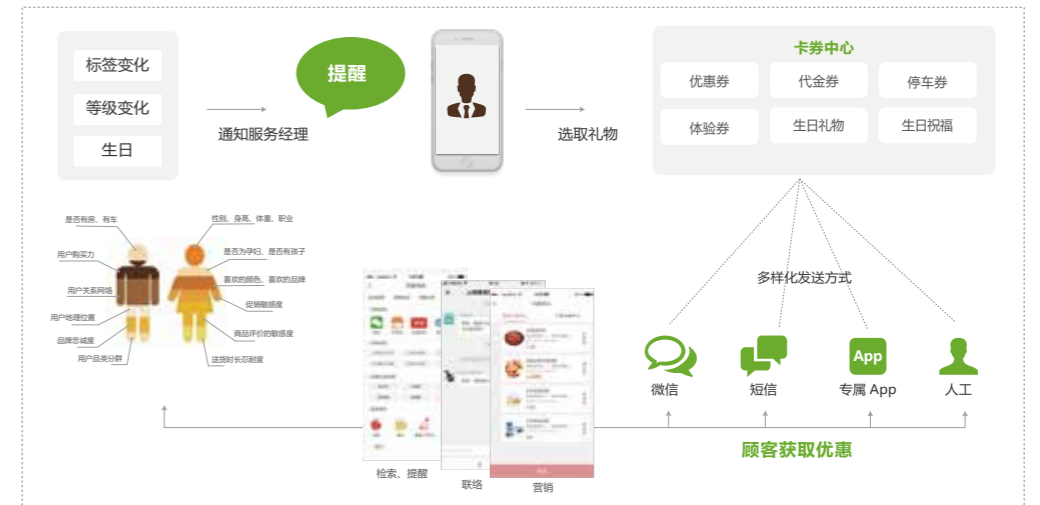 标签变化
等级变化
生日
通知服务经理
提醒
选取礼物
卡券中心
优惠券
代金券
停车券
体验券
生日礼物
生日祝福
是否有房、有车
用户购买力
用户关系网络
用户地理位置
品牌忠诚度
用户品类分群
性别、身高、体重、职业
是否为孕妇、是否有孩子
喜欢的颜色、喜欢的品牌
促销敏感度
商品评价的敏感度
送货时长忍耐度
多样化发送方式
微信
短信
App
专属 App
人工
顾客获取优惠
检索、提醒
联络
营销